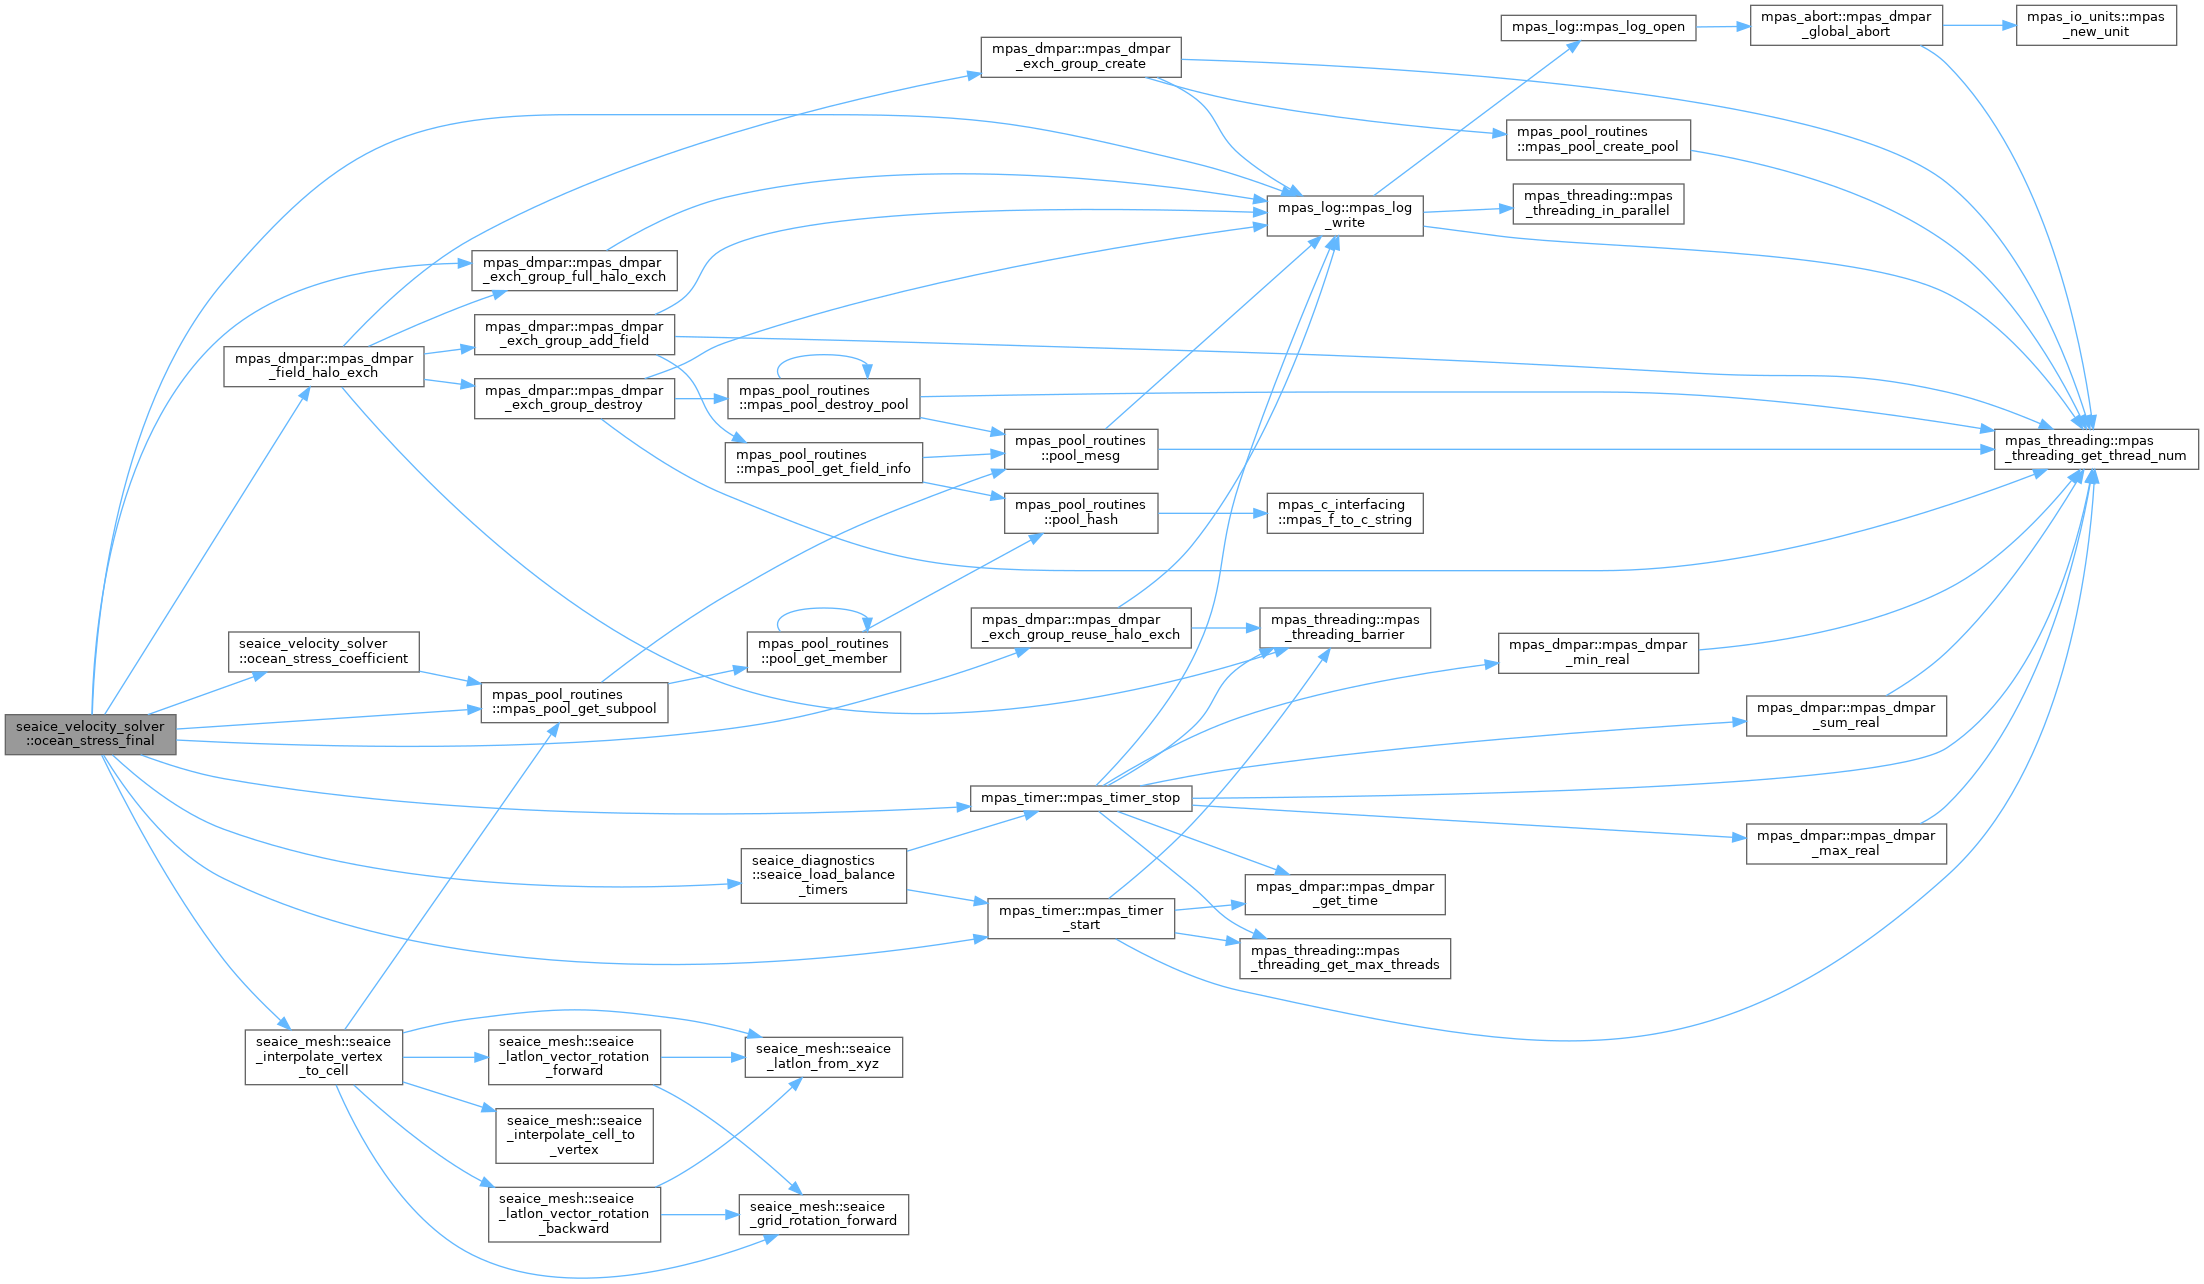 seaice_velocity_solver
::ocean_stress_final
mpas_dmpar::mpas_dmpar
_field_halo_exch
seaice_velocity_solver
::ocean_stress_coefficient
seaice_mesh::seaice
_interpolate_vertex
_to_cell
mpas_dmpar::mpas_dmpar
_exch_group_full_halo_exch
mpas_dmpar::mpas_dmpar
_exch_group_add_field
mpas_dmpar::mpas_dmpar
_exch_group_destroy
mpas_pool_routines
::mpas_pool_get_subpool
seaice_mesh::seaice
_latlon_vector_rotation
_forward
seaice_mesh::seaice
_interpolate_cell_to
_vertex
seaice_mesh::seaice
_latlon_vector_rotation
_backward
mpas_pool_routines
::mpas_pool_destroy_pool
mpas_pool_routines
::mpas_pool_get_field_info
mpas_pool_routines
::pool_get_member
seaice_diagnostics
::seaice_load_balance
_timers
seaice_mesh::seaice
_latlon_from_xyz
seaice_mesh::seaice
_grid_rotation_forward
mpas_dmpar::mpas_dmpar
_exch_group_create
mpas_pool_routines
::pool_mesg
mpas_pool_routines
::pool_hash
mpas_dmpar::mpas_dmpar
_exch_group_reuse_halo_exch
mpas_timer::mpas_timer_stop
mpas_timer::mpas_timer
_start
mpas_log::mpas_log
_write
mpas_c_interfacing
::mpas_f_to_c_string
mpas_threading::mpas
_threading_barrier
mpas_dmpar::mpas_dmpar
_get_time
mpas_threading::mpas
_threading_get_max_threads
mpas_log::mpas_log_open
mpas_pool_routines
::mpas_pool_create_pool
mpas_threading::mpas
_threading_in_parallel
mpas_dmpar::mpas_dmpar
_min_real
mpas_abort::mpas_dmpar
_global_abort
mpas_dmpar::mpas_dmpar
_sum_real
mpas_dmpar::mpas_dmpar
_max_real
mpas_io_units::mpas
_new_unit
mpas_threading::mpas
_threading_get_thread_num